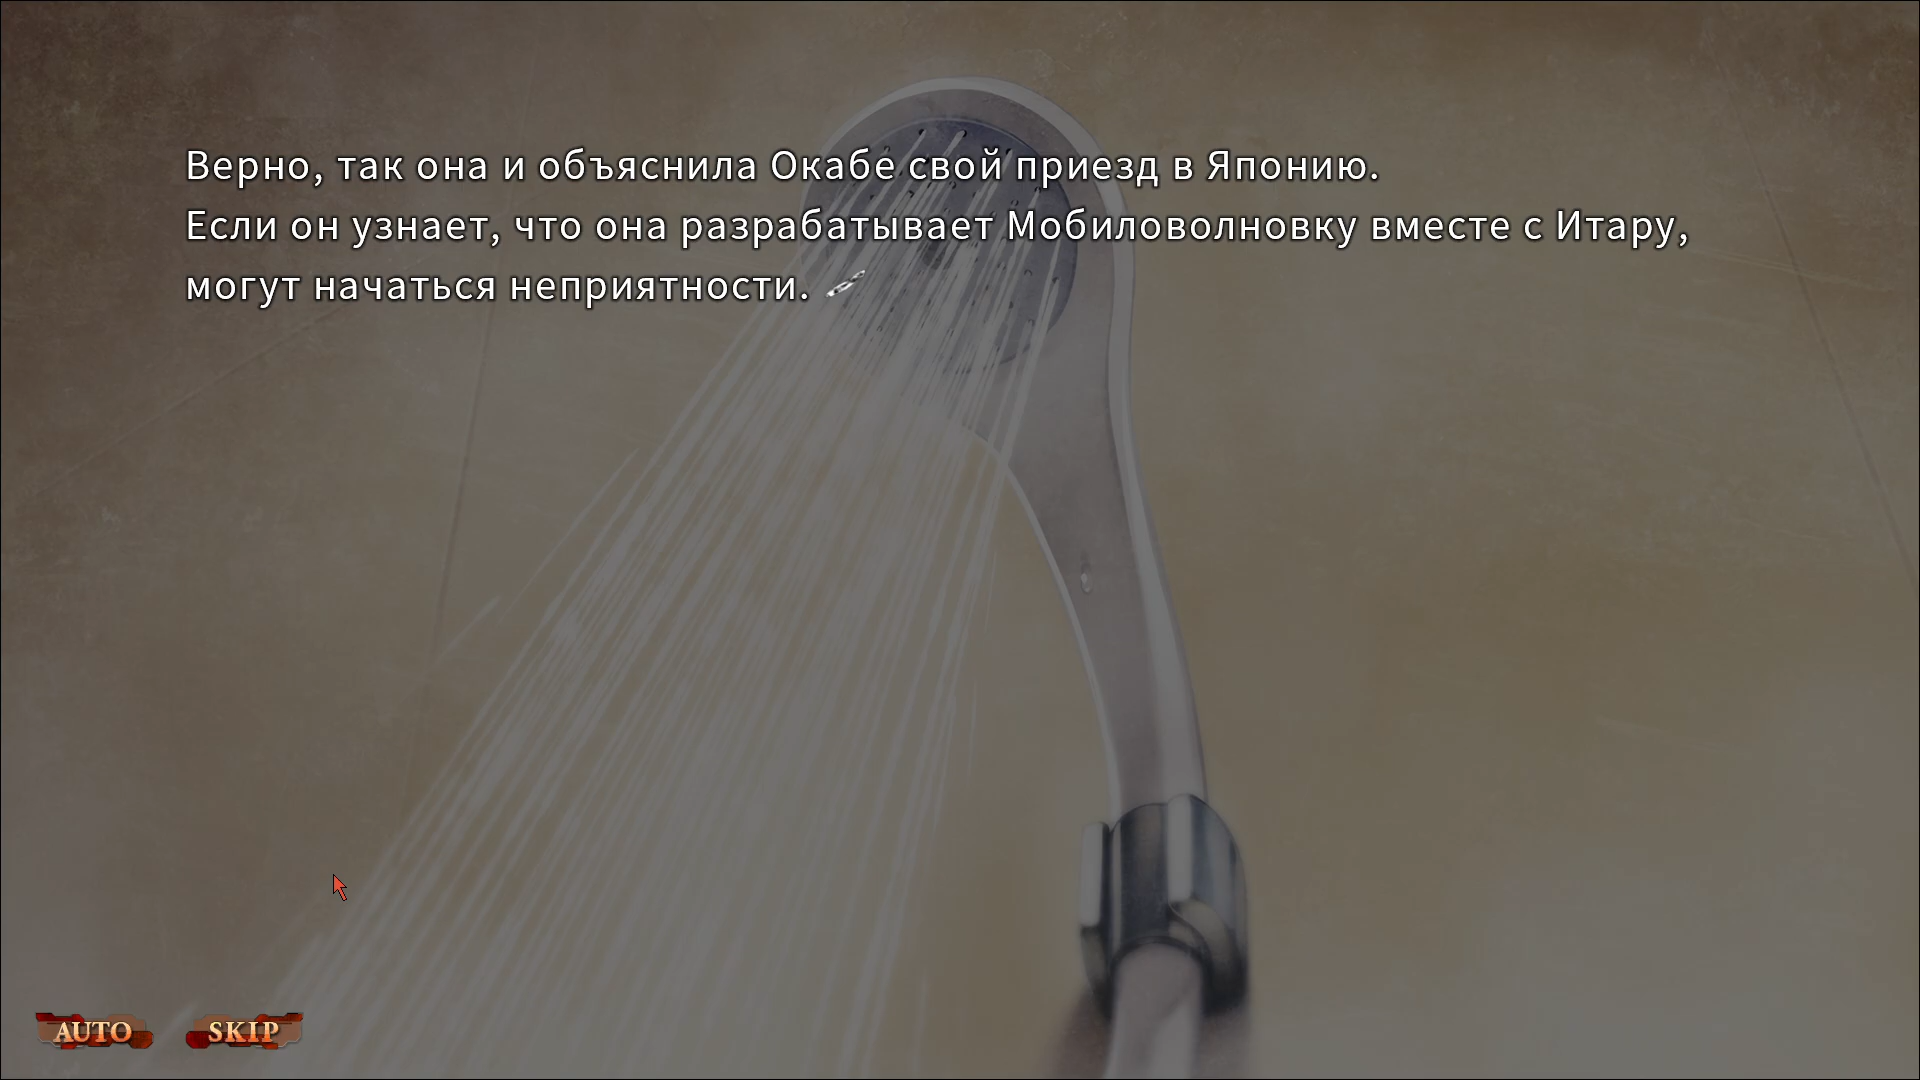 Верно, так она и объяснила Окабе свой приезд в Японию.
Если он узнает, что она разрабатывает Мобиловолновку вместе с Итару,
могут начаться неприятности.
AUTO
SKIP